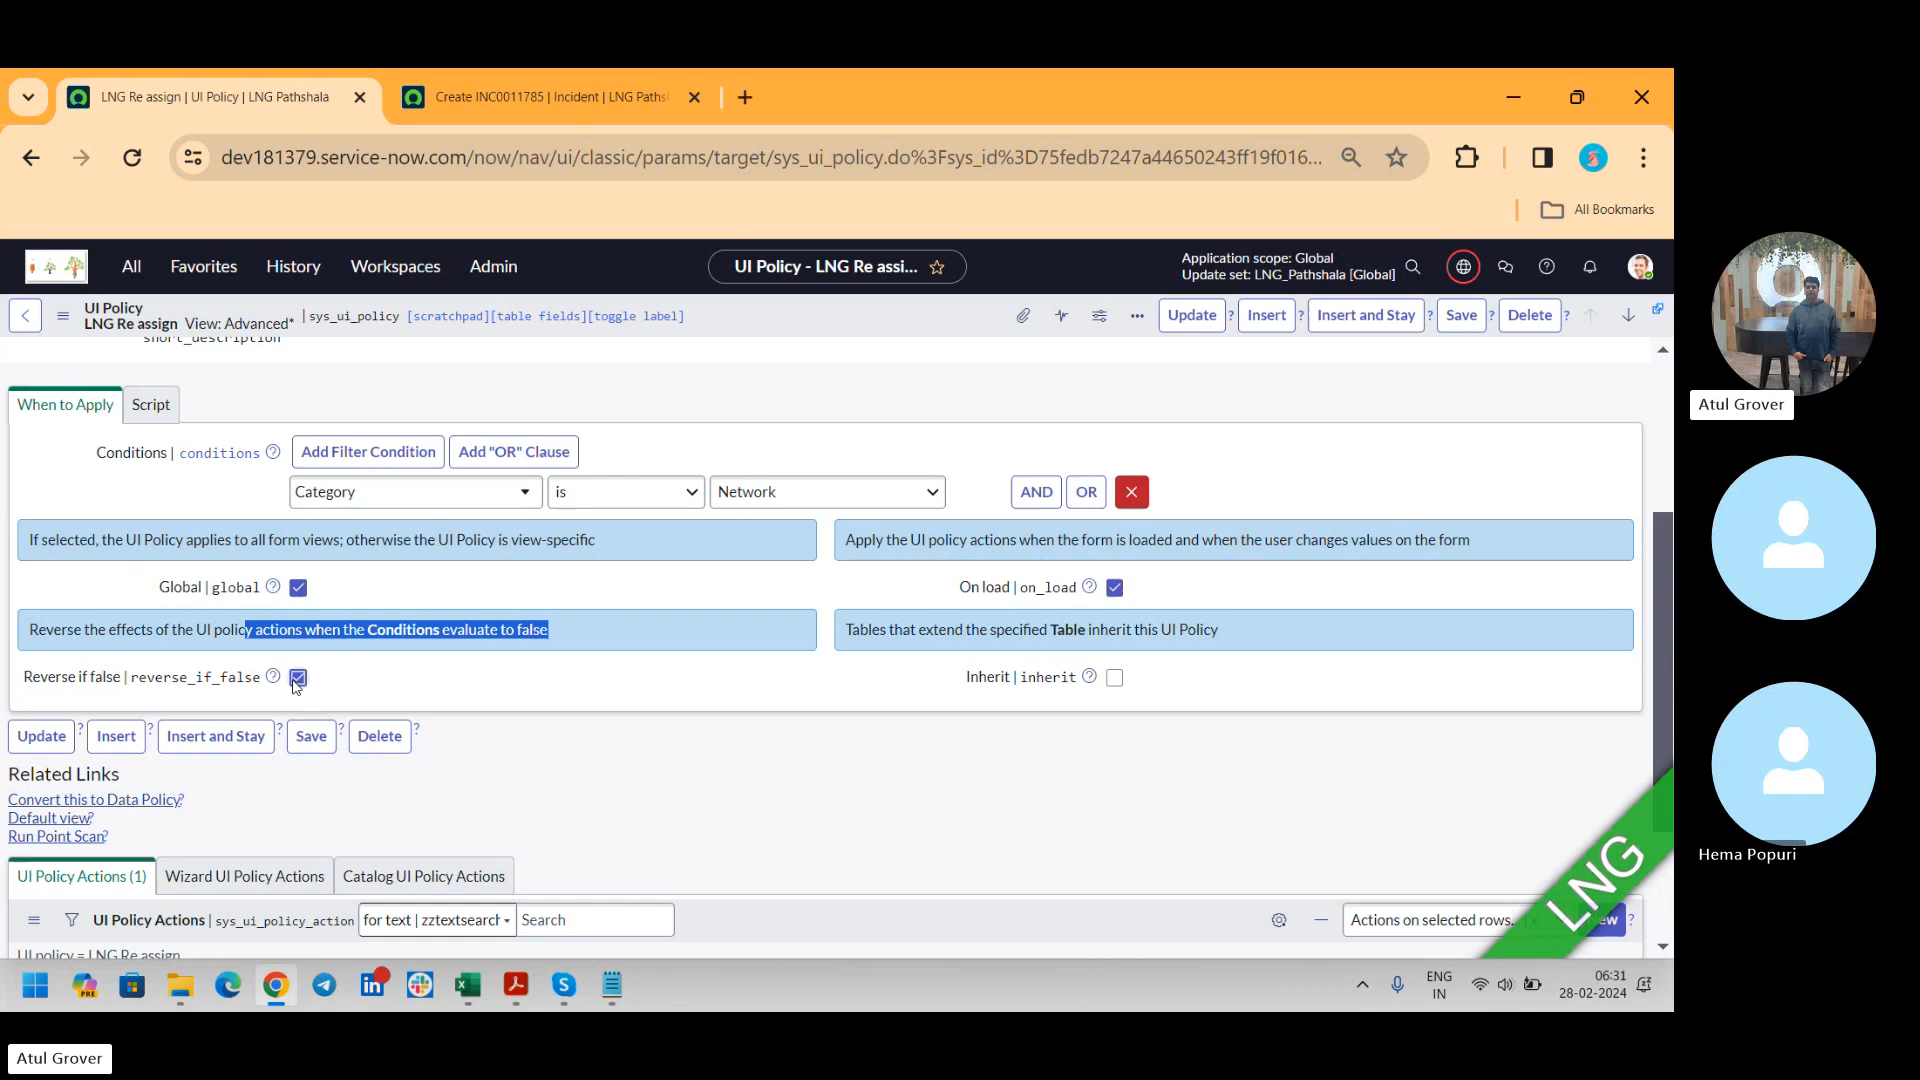 LNG Re assign | UI Policy | LNG Pathshala
Create INC0011785 | Incident | LNG Paths
dev181379.service-now.com/now/nav/ui/classic/params/target/sys_ui_policy.do%3Fsys_id%3D75fedb7247a44650243ff19f016...
All Bookmarks
All Favorites History Workspaces Admin
UI Policy - LNG Re assi...
Application scope: Global
Update set: LNG_Pathshala [Global]
UI Policy
LNG Re assign View: Advanced* | sys_ui_policy [scratchpad][table fields][toggle label]
Update ? Insert ? Insert and Stay ? Save ? Delete ?
short_description
When to Apply Script
Conditions | conditions Add Filter Condition Add "OR" Clause
Category is Network AND OR
If selected, the UI Policy applies to all form views; otherwise the UI Policy is view-specific
Apply the UI policy actions when the form is loaded and when the user changes values on the form
Global | global
On load | on_load
Reverse the effects of the UI policy actions when the Conditions evaluate to false
Tables that extend the specified Table inherit this UI Policy
Reverse if false | reverse_if_false
Inherit | inherit
Update ? Insert ? Insert and Stay ? Save ? Delete ?
Related Links
Convert this to Data Policy?
Default view?
Run Point Scan?
UI Policy Actions (1) Wizard UI Policy Actions Catalog UI Policy Actions
UI Policy Actions | sys_ui_policy_action for text | zztextsearch Search
Actions on selected rows.
UI policy = LNG Re assign
LNG
PRE
ENG
IN
06:31
28-02-2024
Atul Grover
Hema Popuri
Atul Grover